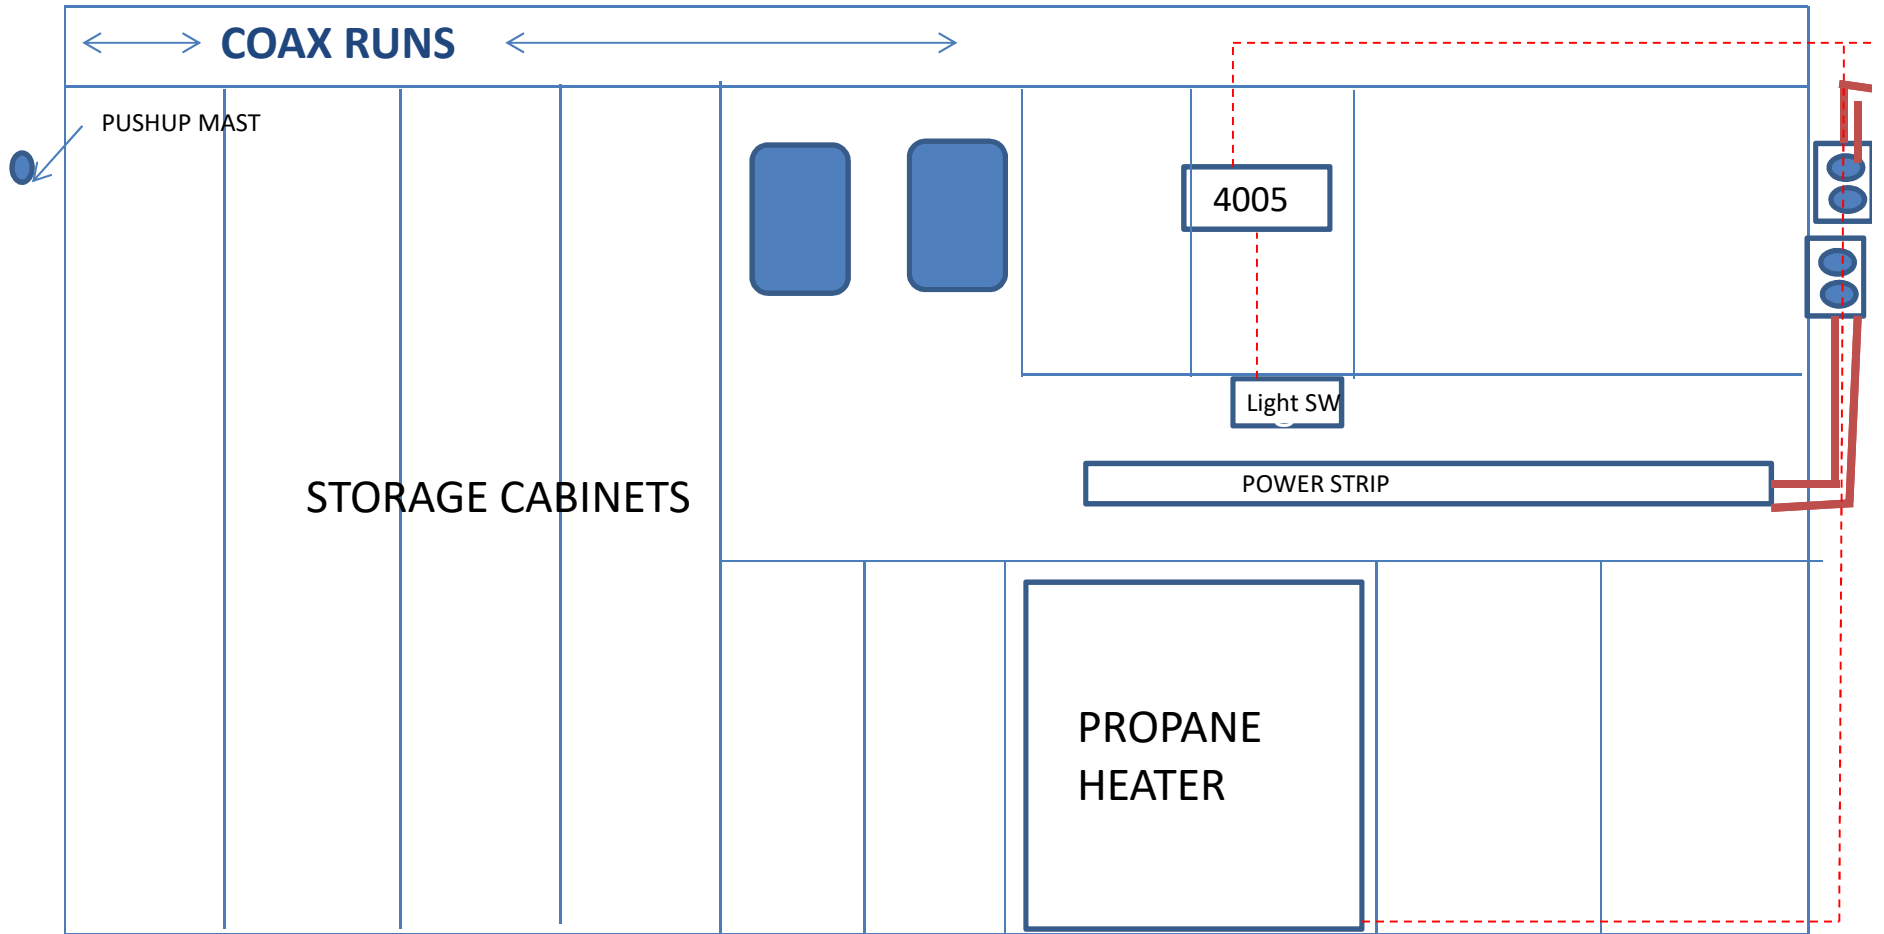 COAX RUNS
PUSHUP MAST
4005
Light SW
POWER STRIP
STORAGE CABINETS
PROPANE
HEATER